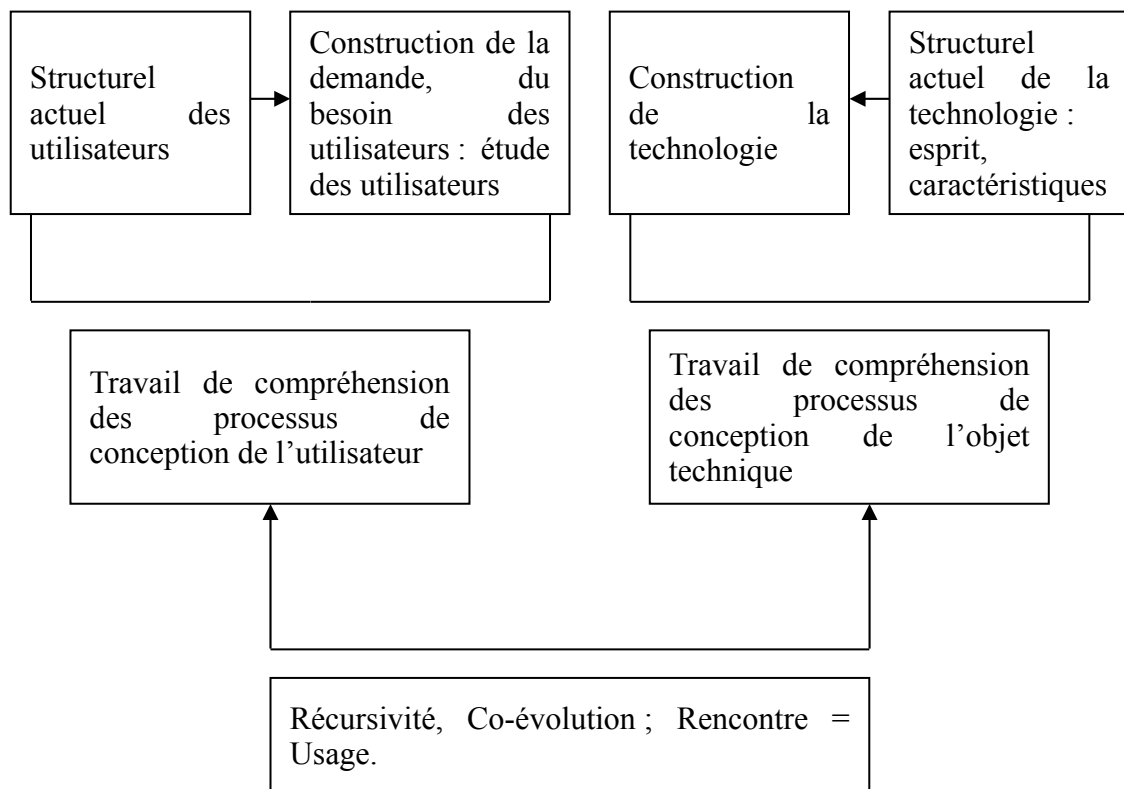 Structurel
actuel des
utilisateurs
Construction de la
demande, du
besoin des
utilisateurs : étude
des utilisateurs
Construction
de la
technologie
Structurel
actuel de la
technologie :
esprit,
caractéristiques
Travail de compréhension
des processus de
conception de l’utilisateur
Travail de compréhension
des processus de
conception de l’objet
technique
Récursivité, Co-évolution ; Rencontre =
Usage.